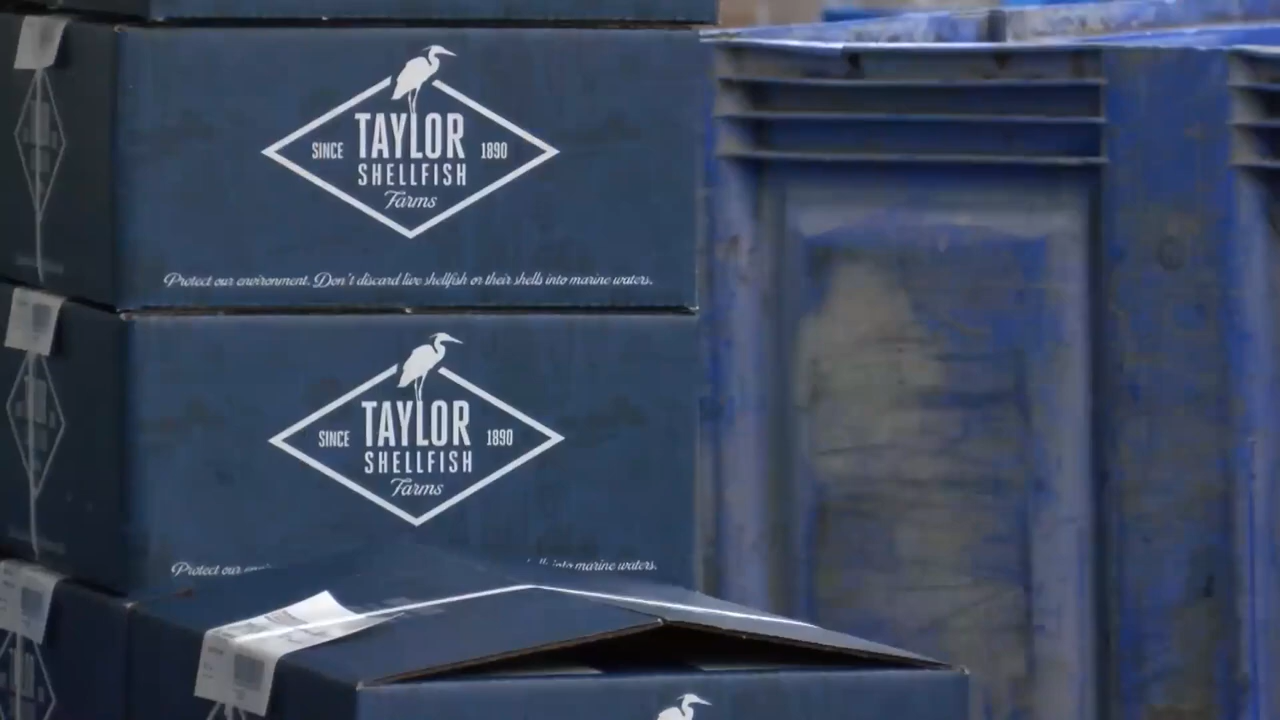 SINCE TAYLOR 1890
SHELLFISH
Farms
Protect our environment. Don't discard live shellfish or their shells into marine waters.
SINCE TAYLOR 1890
SHELLFISH
Farms
Protect our
into marine waters.